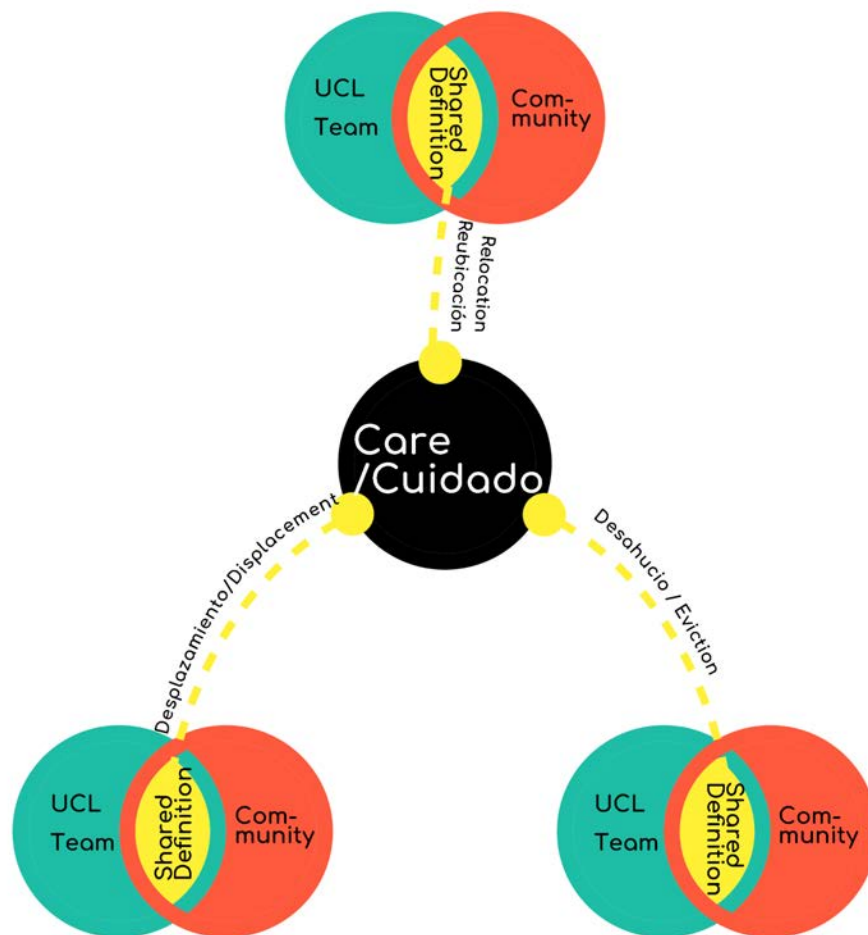 UCL
Team
Shared
Definition
Com-
munity
Relocation
Reubicación
Care
/Cuidado
Desplazamiento/Displacement
Desahucio / Eviction
UCL
Team
Shared
Definition
Com-
munity
UCL
Team
Shared
Definition
Com-
munity